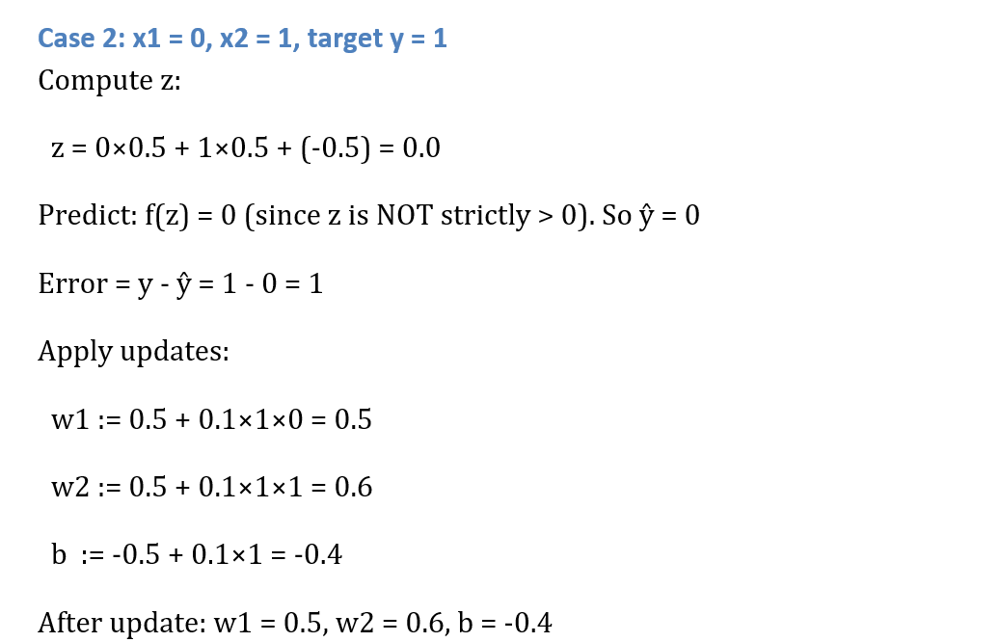 Case 2: x1 = 0, x2 = 1, target y = 1
Compute z:
z = 0×0.5 + 1×0.5 + (-0.5) = 0.0
Predict: f(z) = 0 (since z is NOT strictly > 0). So ŷ = 0
Error = y - ŷ = 1 - 0 = 1
Apply updates:
w1 := 0.5 + 0.1×1×0 = 0.5
w2 := 0.5 + 0.1×1×1 = 0.6
b := -0.5 + 0.1×1 = -0.4
After update: w1 = 0.5, w2 = 0.6, b = -0.4